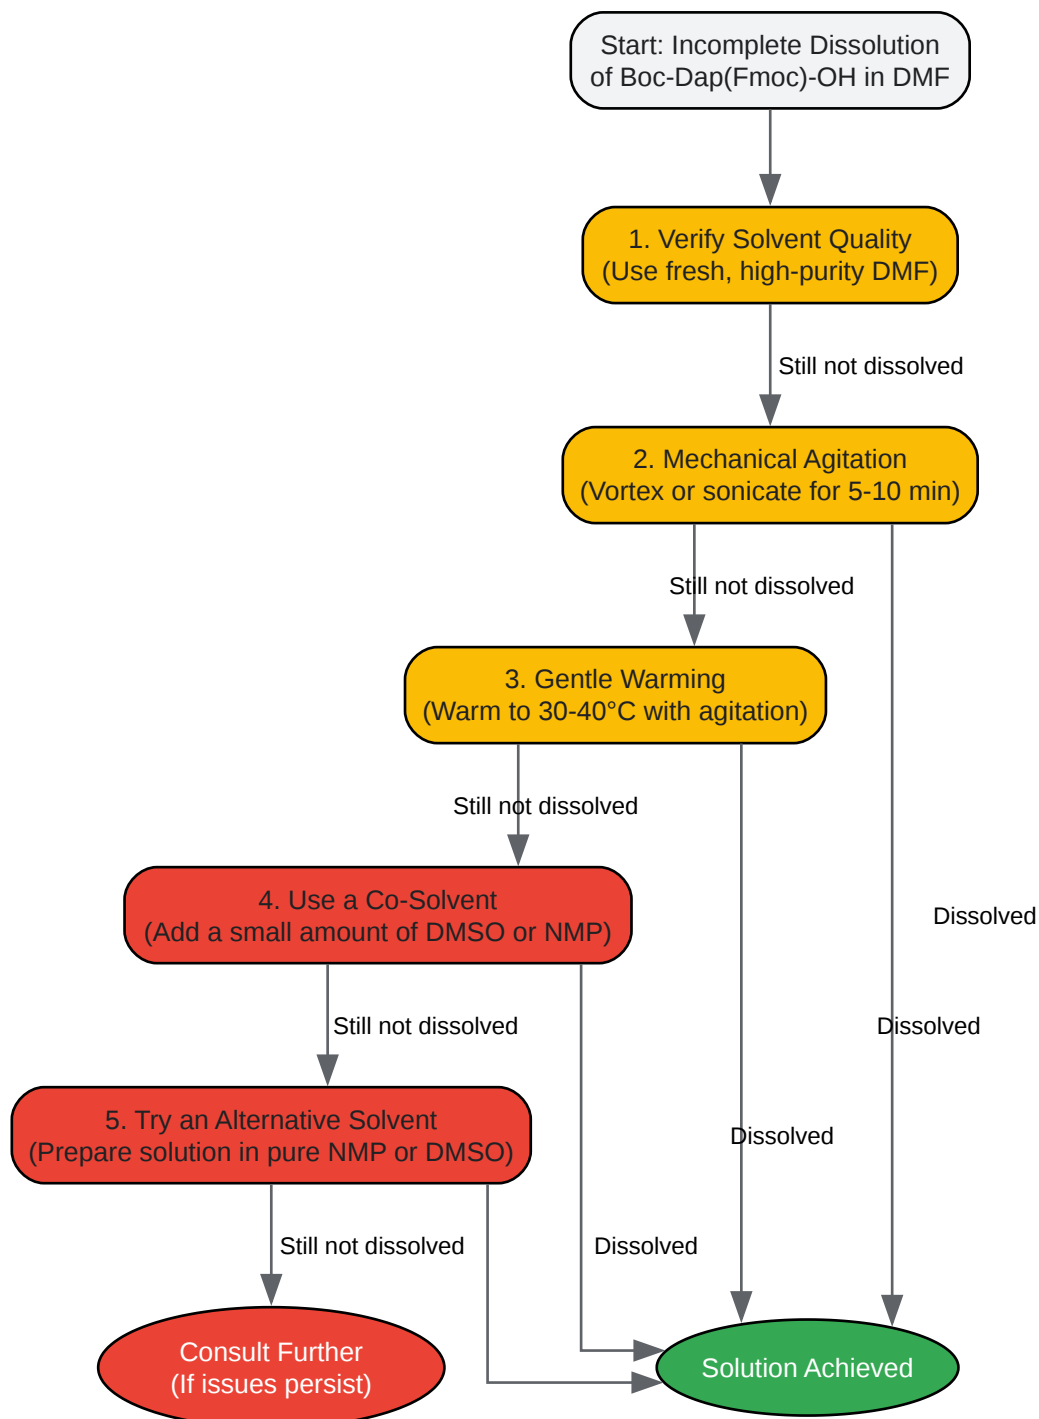 Start: Incomplete Dissolution
of Boc-Dap(Fmoc)-OH in DMF
1. Verify Solvent Quality
(Use fresh, high-purity DMF)
Still not dissolved
2. Mechanical Agitation
(Vortex or sonicate for 5-10 min)
Still not dissolved
3. Gentle Warming
(Warm to 30-40°C with agitation)
Still not dissolved
4. Use a Co-Solvent
(Add a small amount of DMSO or NMP)
Dissolved
Still not dissolved
Dissolved
5. Try an Alternative Solvent
(Prepare solution in pure NMP or DMSO)
Dissolved
Still not dissolved
Dissolved
Consult Further
(If issues persist)
Solution Achieved